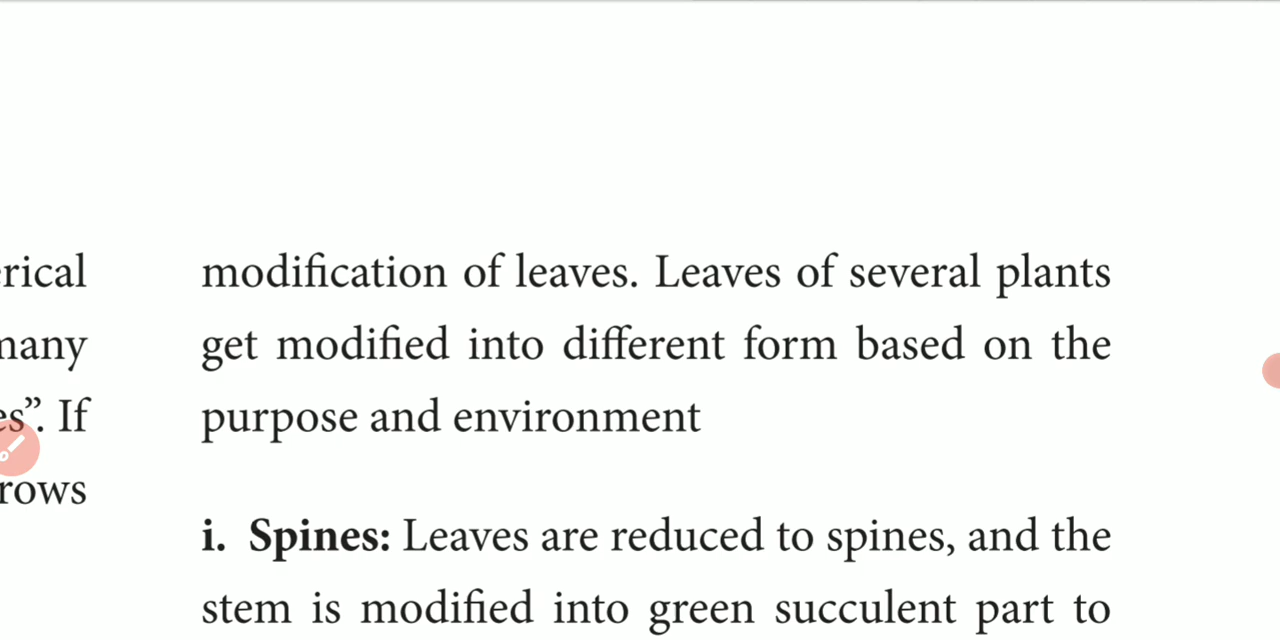 erical
many
es”. If
rows
modification of leaves. Leaves of several plants
get modified into different form based on the
purpose and environment
i. Spines: Leaves are reduced to spines, and the
stem is modified into green succulent part to